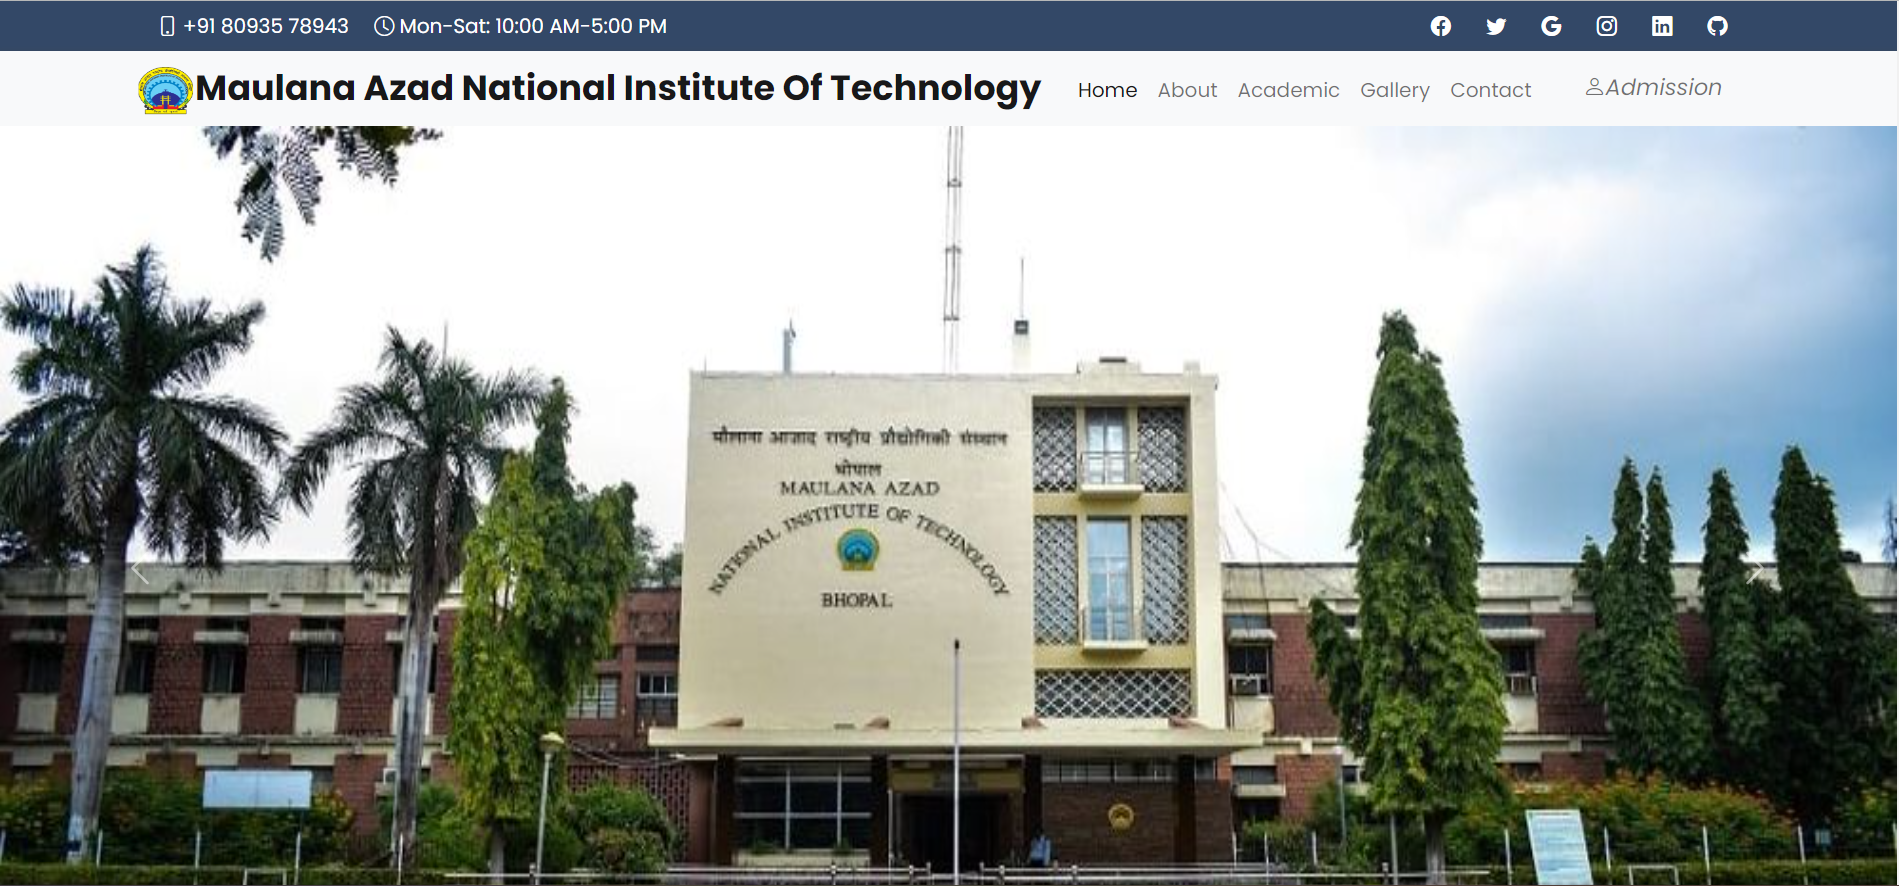 +91 80935 78943 Mon-Sat: 10:00 AM-5:00 PM
Maulana Azad National Institute Of Technology Home About Academic Gallery Contact Admission
मौलाना आज़ाद राष्ट्रीय प्रौद्योगिकी संस्थान
भोपाल
MAULANA AZAD
NATIONAL INSTITUTE OF TECHNOLOGY
BHOPAL